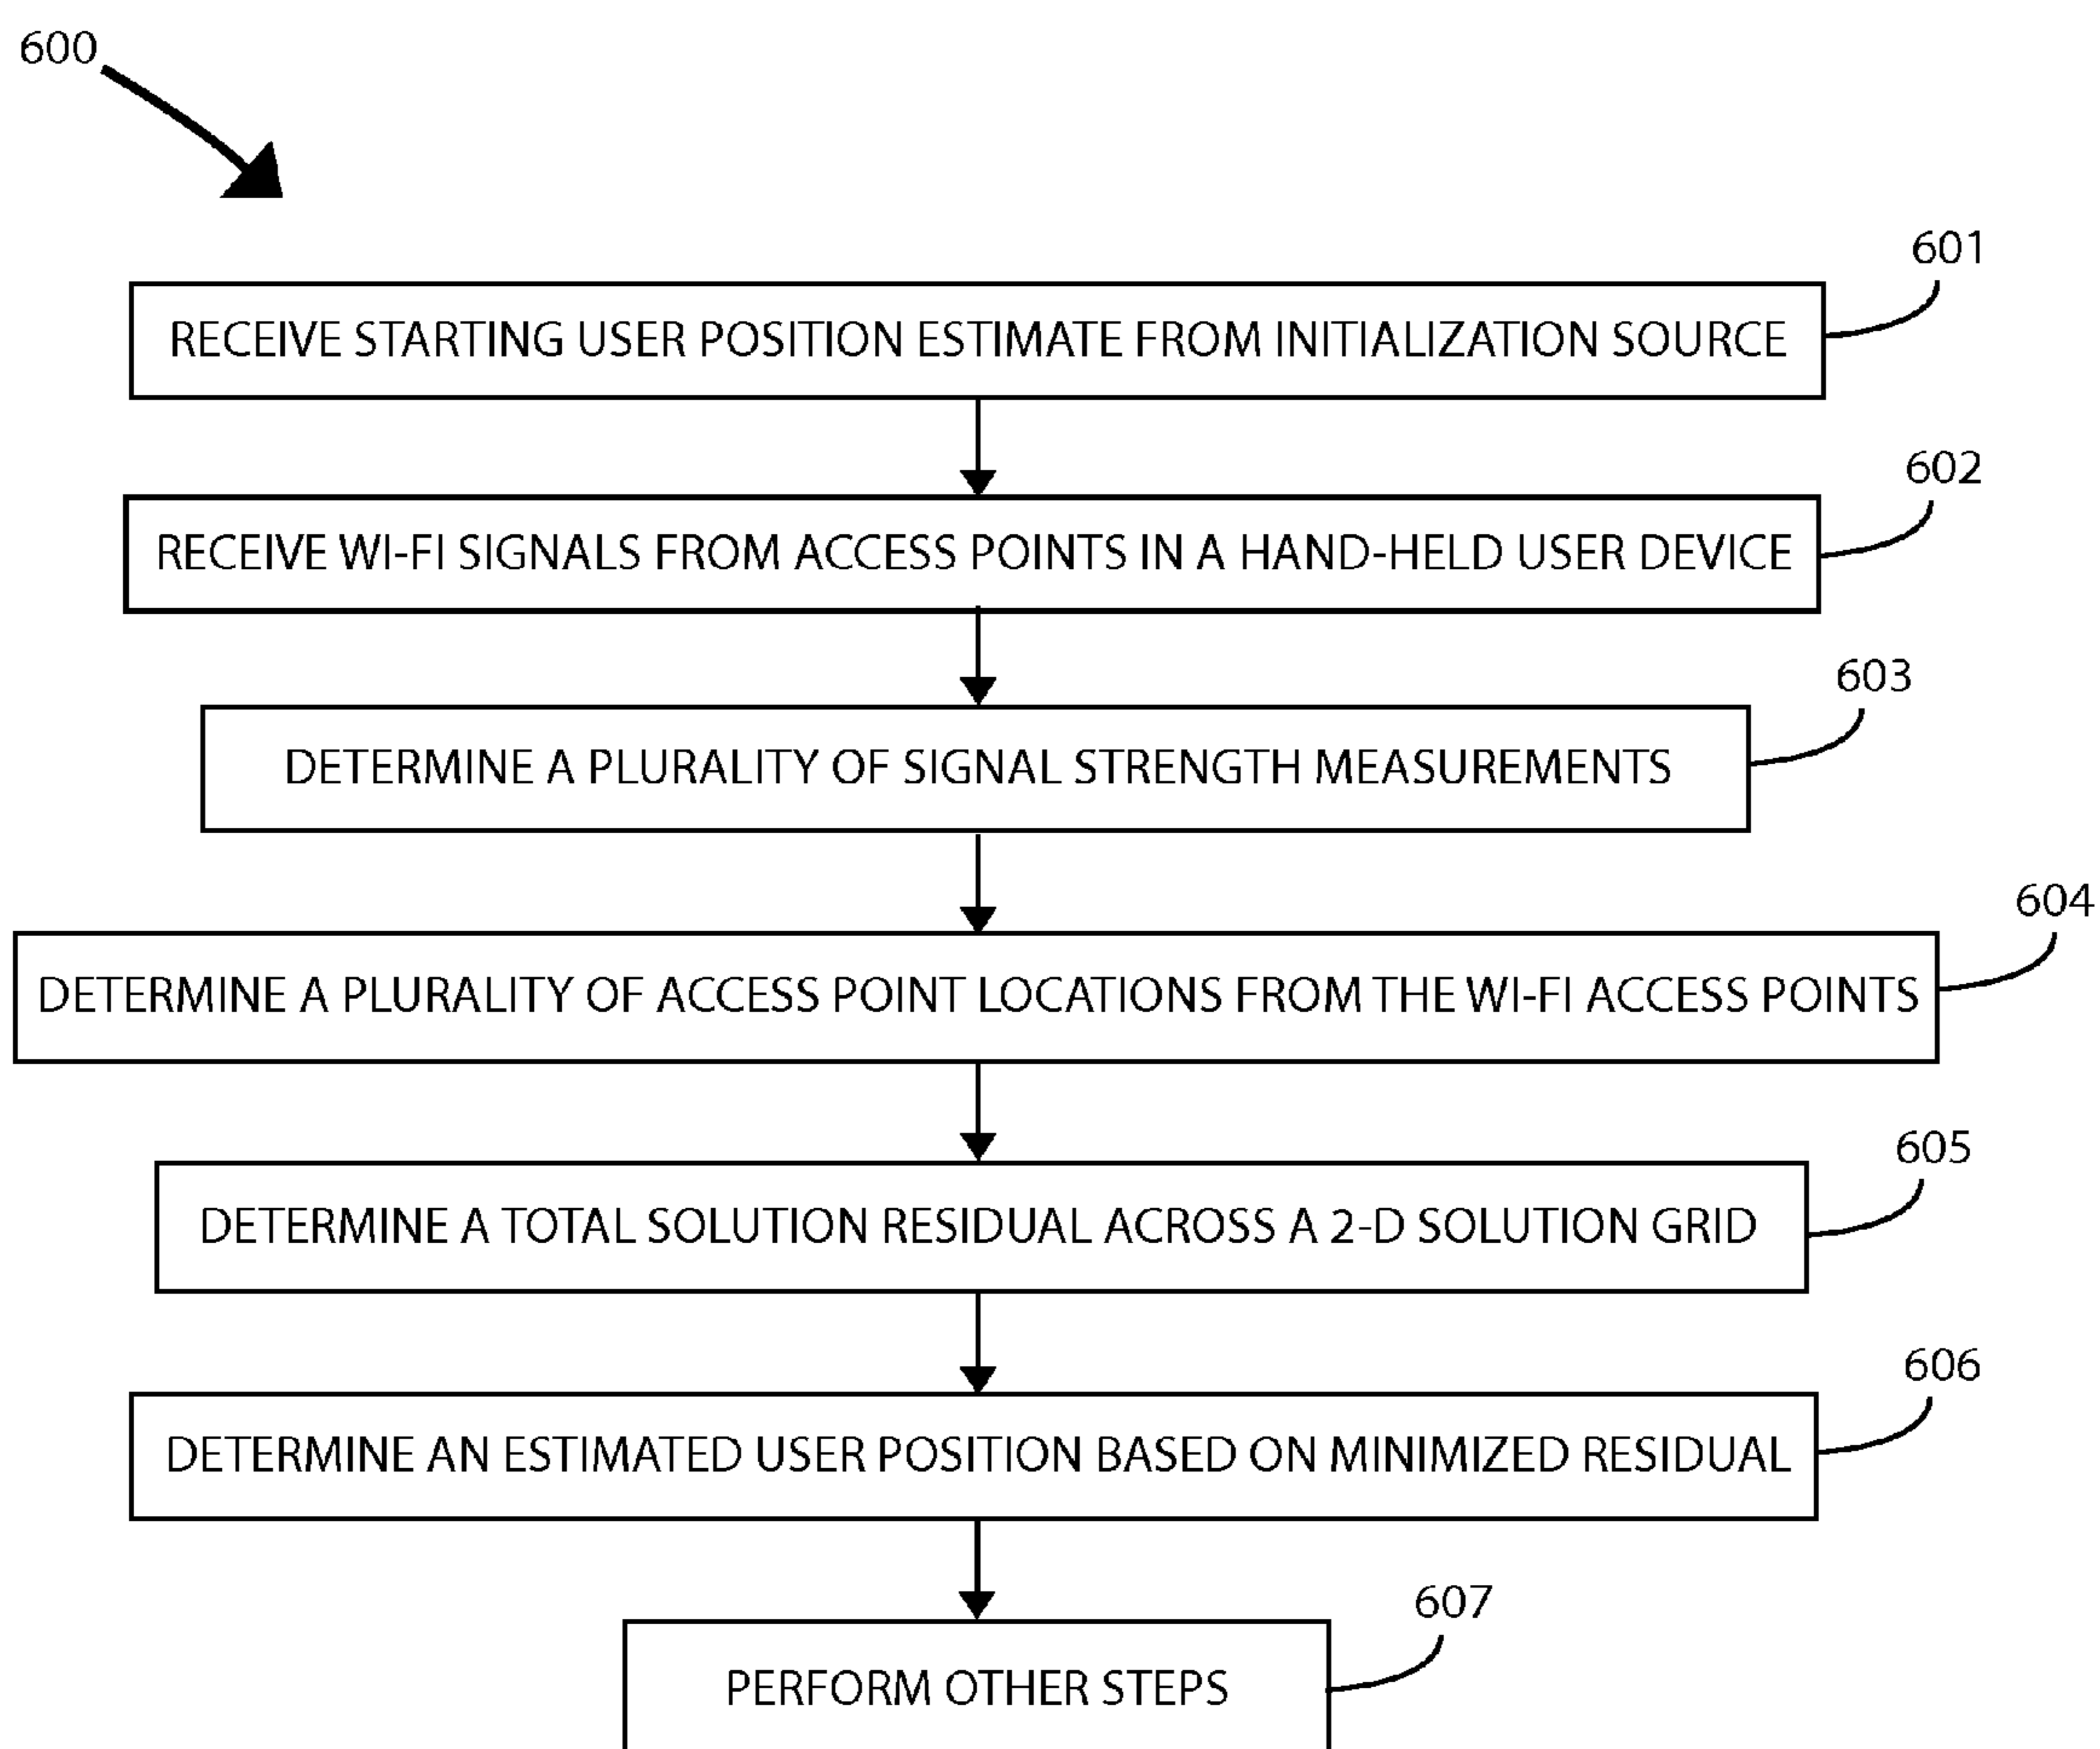 600
601
RECEIVE STARTING USER POSITION ESTIMATE FROM INITIALIZATION SOURCE
602
RECEIVE WI-FI SIGNALS FROM ACCESS POINTS IN A HAND-HELD USER DEVICE
603
DETERMINE A PLURALITY OF SIGNAL STRENGTH MEASUREMENTS
604
DETERMINE A PLURALITY OF ACCESS POINT LOCATIONS FROM THE WI-FI ACCESS POINTS
605
DETERMINE A TOTAL SOLUTION RESIDUAL ACROSS A 2-D SOLUTION GRID
606
DETERMINE AN ESTIMATED USER POSITION BASED ON MINIMIZED RESIDUAL
607
PERFORM OTHER STEPS